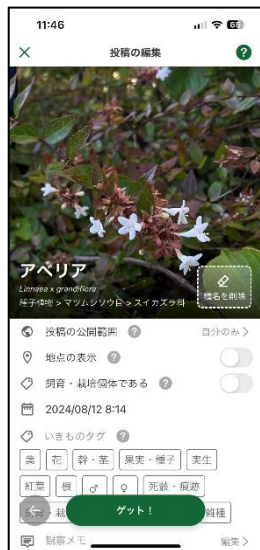 11:46
65
投稿の編集
?
アベリア
Linnaea x grandiflora
種子植物 > マツムシソウ目 > スイカズラ科
種名を削除
投稿の公開範囲 ? 自分のみ >
地点の表示 ?
飼育・栽培個体である ?
2024/08/12 8:14
いきものタグ ?
葉 花 幹・茎 果実・種子 実生
紅葉 根 ♂ ♀ 死骸・痕跡
ゲット!
雑種
観察メモ 編集 >